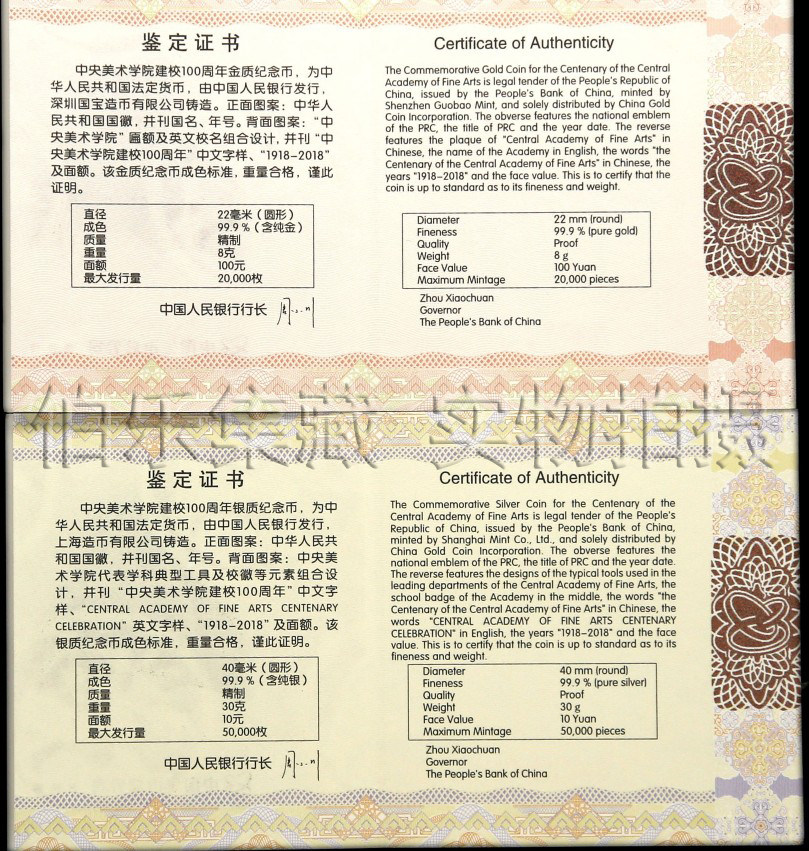 鉴定证书
中央美术学院建校100周年金质纪念币，为中
华人民共和国法定货币，由中国人民银行发行，
深圳国宝造币有限公司铸造。正面图案：中华人
民共和国国徽，并刊国名、年号。背面图案：“中
央美术学院”匾额及英文校名组合设计，并刊“中
央美术学院建校100周年”中文字样、“1918-2018”
及面额。该金质纪念币成色标准，重量合格，谨此
证明。
直径 22毫米（圆形）
成色 99.9％（含纯金）
质量 精制
重量 8克
面额 100元
最大发行量 20,000枚
中国人民银行行长
Certificate of Authenticity
The Commemorative Gold Coin for the Centenary of the Central
Academy of Fine Arts is legal tender of the People's Republic of
China, issued by the People's Bank of China, minted by
Shenzhen Guobao Mint, and solely distributed by China Gold
Coin Incorporation. The obverse features the national emblem
of the PRC, the title of PRC and the year date. The reverse
features the plaque of "Central Academy of Fine Arts" in
Chinese, the name of the Academy in English, the words "the
Centenary of the Central Academy of Fine Arts" in Chinese, the
years "1918-2018" and the face value. This is to certify that the
coin is up to standard as to its fineness and weight.
Diameter 22 mm (round)
Fineness 99.9 % (pure gold)
Quality Proof
Weight 8 g
Face Value 100 Yuan
Maximum Mintage 20,000 pieces
Zhou Xiaochuan
Governor
The People's Bank of China
伯乐集藏 实物拍摄
鉴定证书
中央美术学院建校100周年银质纪念币，为中
华人民共和国法定货币，由中国人民银行发行，
上海造币有限公司铸造。正面图案：中华人民共
和国国徽，并刊国名、年号。背面图案：中央美
术学院代表学科典型工具及校徽等元素组合设
计，并刊“中央美术学院建校100周年”中文字
样、“CENTRAL ACADEMY OF FINE ARTS CENTENARY
CELEBRATION”英文字样、“1918-2018”及面额。该
银质纪念币成色标准，重量合格，谨此证明。
直径 40毫米（圆形）
成色 99.9％（含纯银）
质量 精制
重量 30克
面额 10元
最大发行量 50,000枚
中国人民银行行长
Certificate of Authenticity
The Commemorative Silver Coin for the Centenary of the
Central Academy of Fine Arts is legal tender of the People's
Republic of China, issued by the People's Bank of China,
minted by Shanghai Mint Co., Ltd., and solely distributed by
China Gold Coin Incorporation. The obverse features the
national emblem of the PRC, the title of PRC and the year date.
The reverse features the designs of the typical tools used in the
leading departments of the Central Academy of Fine Arts, the
school badge of the Academy in the middle, the words "the
Centenary of the Central Academy of Fine Arts" in Chinese, the
words "CENTRAL ACADEMY OF FINE ARTS CENTENARY
CELEBRATION" in English, the years "1918-2018" and the face
value. This is to certify that the coin is up to standard as to its
fineness and weight.
Diameter 40 mm (round)
Fineness 99.9 % (pure silver)
Quality Proof
Weight 30 g
Face Value 10 Yuan
Maximum Mintage 50,000 pieces
Zhou Xiaochuan
Governor
The People's Bank of China